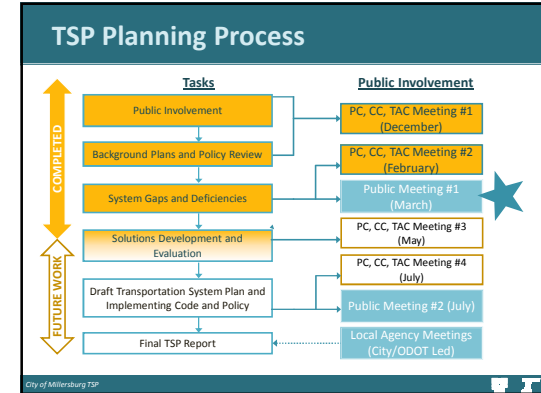 TSP Planning Process
Tasks
Public Involvement
COMPLETED
FUTURE WORK
Public Involvement
Background Plans and Policy Review
System Gaps and Deficiencies
Solutions Development and
Evaluation
Draft Transportation System Plan and
Implementing Code and Policy
Final TSP Report
PC, CC, TAC Meeting #1
(December)
PC, CC, TAC Meeting #2
(February)
Public Meeting #1
(March)
PC, CC, TAC Meeting #3
(May)
PC, CC, TAC Meeting #4
(July)
Public Meeting #2 (July)
Local Agency Meetings
(City/ODOT Led)
City of Millersburg TSP